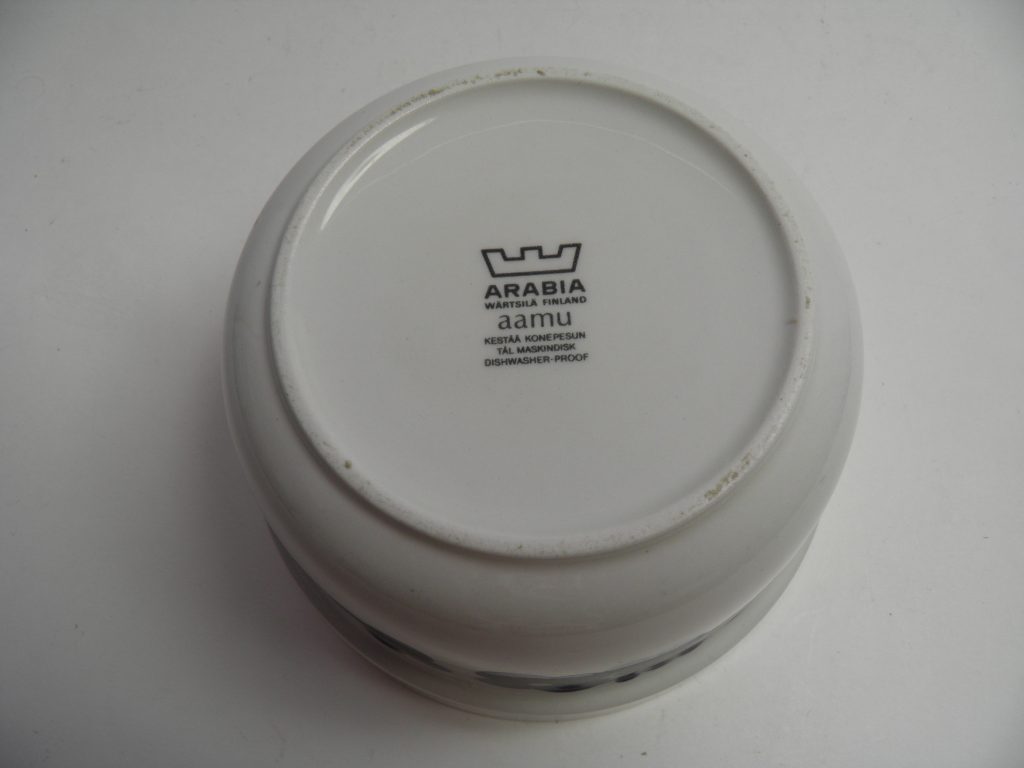 ARABIA
WÄRTSILÄ FINLAND
aamu
KESTÄÄ KONEPESUN
TÅL MASKINDISK
DISHWASHER-PROOF